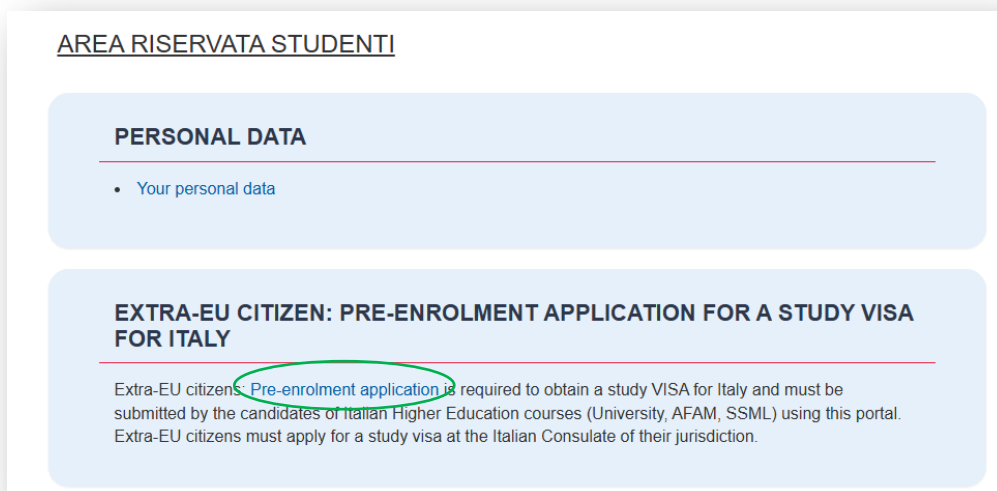 AREA RISERVATA STUDENTI
PERSONAL DATA
• Your personal data
EXTRA-EU CITIZEN: PRE-ENROLMENT APPLICATION FOR A STUDY VISA
FOR ITALY
Extra-EU citizens: Pre-enrolment application is required to obtain a study VISA for Italy and must be
submitted by the candidates of Italian Higher Education courses (University, AFAM, SSML) using this portal.
Extra-EU citizens must apply for a study visa at the Italian Consulate of their jurisdiction.